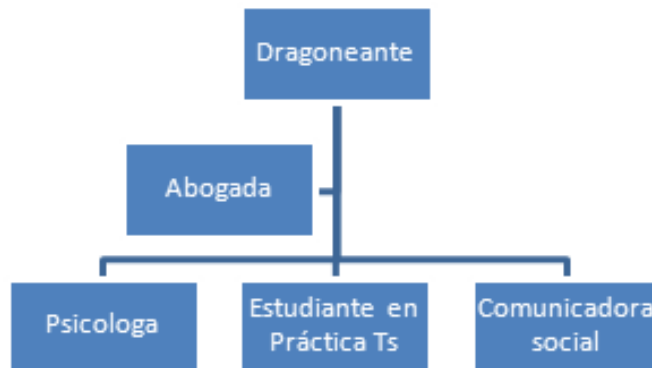 Dragoneante
Abogada
Psicologa
Estudiante en
Práctica Ts
Comunicadora
social